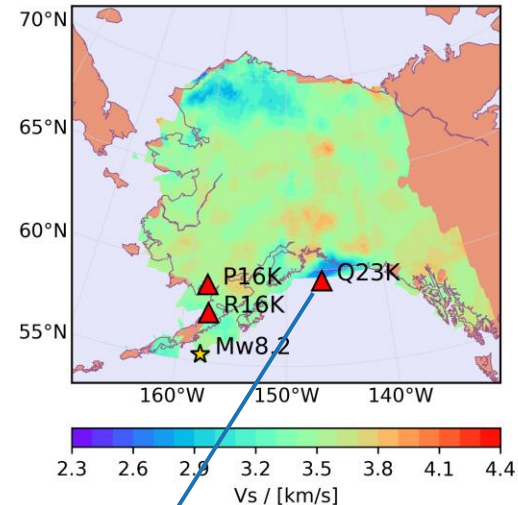 70°N
65°N
60°N
55°N
P16K
Q23K
R16K
Mw8.2
160°W 150°W 140°W
2.3 2.6 2.9 3.2 3.5 3.8 4.1 4.4
Vs / [km/s]